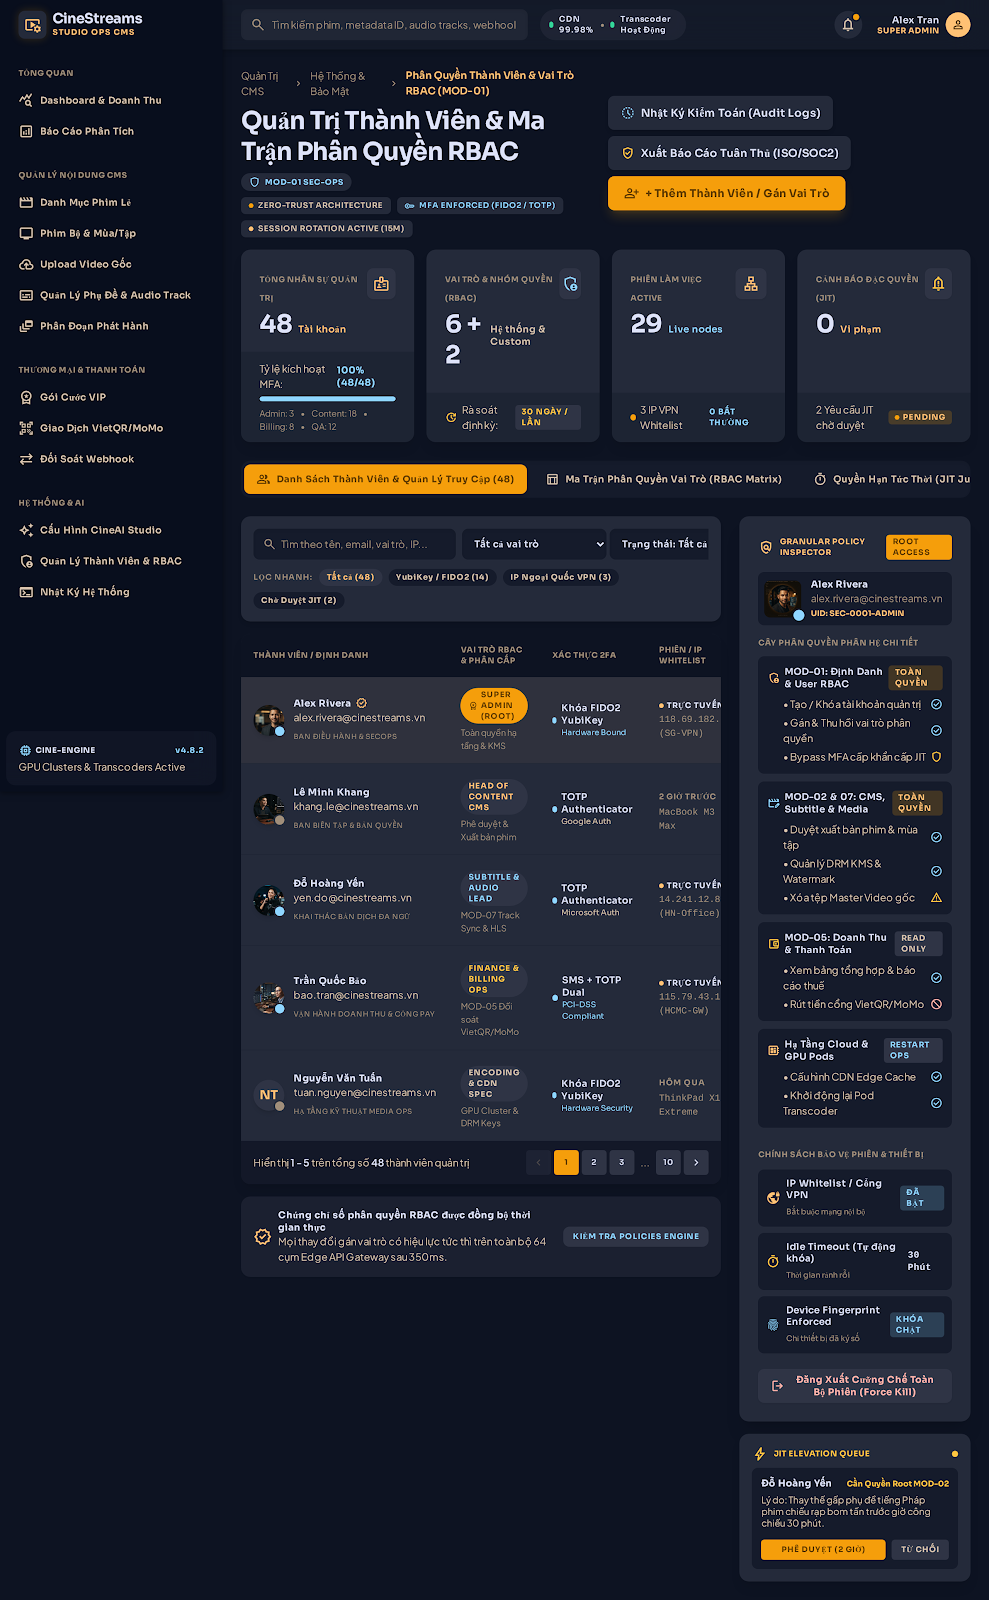 CineStreams
STUDIO OPS CMS
Tìm kiếm phim, metadata ID, audio tracks, webhool
CDN
99.98%
Transcoder
Hoạt Động
Alex Tran
SUPER ADMIN
TỔNG QUAN
Dashboard & Doanh Thu
Báo Cáo Phân Tích
QUẢN LÝ NỘI DUNG CMS
Danh Mục Phim Lẻ
Phim Bộ & Mùa/Tập
Upload Video Gốc
Quản Lý Phụ Đề & Audio Track
Phân Đoạn Phát Hành
THƯƠNG MẠI & THANH TOÁN
Gói Cước VIP
Giao Dịch VietQR/MoMo
Đối Soát Webhook
HỆ THỐNG & AI
Cấu Hình CineAI Studio
Quản Lý Thành Viên & RBAC
Nhật Ký Hệ Thống
CINE-ENGINE
v4.8.2
GPU Clusters & Transcoders Active
Quản Trị
CMS
Hệ Thống &
Bảo Mật
Phân Quyền Thành Viên & Vai Trò
RBAC (MOD-01)
Quản Trị Thành Viên & Ma
Trận Phân Quyền RBAC
MOD-01 SEC-OPS
ZERO-TRUST ARCHITECTURE
MFA ENFORCED (FIDO2 / TOTP)
SESSION ROTATION ACTIVE (15M)
Nhật Ký Kiểm Toán (Audit Logs)
Xuất Báo Cáo Tuân Thủ (ISO/SOC2)
+ Thêm Thành Viên / Gán Vai Trò
TỔNG NHÂN SỰ QUẢN
TRỊ
48 Tài khoản
Tỷ lệ kích hoạt
MFA:
100%
(48/48)
Admin: 3 • Content: 18 •
Billing: 8 • QA: 12
VAI TRÒ & NHÓM QUYỀN
(RBAC)
6 +
2
Hệ thống &
Custom
Rà soát
định kỳ:
30 NGÀY /
LẦN
PHIÊN LÀM VIỆC
ACTIVE
29 Live nodes
3 IP VPN
Whitelist
0 BẤT
THƯỜNG
CẢNH BÁO ĐẶC QUYỀN
(JIT)
0 Vi phạm
2 Yêu cầu JIT
chờ duyệt
PENDING
Danh Sách Thành Viên & Quản Lý Truy Cập (48)
Ma Trận Phân Quyền Vai Trò (RBAC Matrix)
Quyền Hạn Tức Thời (JIT Ju
Tìm theo tên, email, vai trò, IP...
Tất cả vai trò
Trạng thái: Tất cả
LỌC NHANH:
Tất cả (48)
YubiKey / FIDO2 (14)
IP Ngoại Quốc VPN (3)
Chờ Duyệt JIT (2)
THÀNH VIÊN / ĐỊNH DANH
VAI TRÒ RBAC
& PHÂN CẤP
XÁC THỰC 2FA
PHIÊN / IP
WHITELIST
Alex Rivera
alex.rivera@cinestreams.vn
BAN ĐIỀU HÀNH & SECOPS
SUPER
ADMIN
(ROOT)
Toàn quyền hạ
tầng & KMS
Khóa FIDO2
YubiKey
Hardware Bound
TRỰC TUYẾN
118.69.182.
(SG-VPN)
Lê Minh Khang
khang.le@cinestreams.vn
BAN BIÊN TẬP & BẢN QUYỀN
HEAD OF
CONTENT
CMS
Phê duyệt &
Xuất bản phim
TOTP
Authenticator
Google Auth
2 GIỜ TRƯỚC
MacBook M3
Max
Đỗ Hoàng Yến
yen.do@cinestreams.vn
KHAI THÁC BẢN DỊCH ĐA NGỮ
SUBTITLE &
AUDIO
LEAD
MOD-07 Track
Sync & HLS
TOTP
Authenticator
Microsoft Auth
TRỰC TUYẾN
14.241.12.8
(HN-Office)
Trần Quốc Bảo
bao.tran@cinestreams.vn
VẬN HÀNH DOANH THU & CỔNG PAY
FINANCE &
BILLING
OPS
MOD-05 Đối
soát
VietQR/MoMo
SMS + TOTP
Dual
PCI-DSS
Compliant
TRỰC TUYẾN
115.79.43.1
(HCMC-GW)
NT
Nguyễn Văn Tuấn
tuan.nguyen@cinestreams.vn
HẠ TẦNG KỸ THUẬT MEDIA OPS
ENCODING
& CDN
SPEC
GPU Cluster &
DRM Keys
Khóa FIDO2
YubiKey
Hardware Security
HÔM QUA
ThinkPad X1
Extreme
Hiển thị 1 - 5 trên tổng số 48 thành viên quản trị
1
2
3
...
10
Chứng chỉ số phân quyền RBAC được đồng bộ thời
gian thực
Mọi thay đổi gán vai trò có hiệu lực tức thì trên toàn bộ 64
cụm Edge API Gateway sau 350ms.
KIỂM TRA POLICIES ENGINE
GRANULAR POLICY
INSPECTOR
ROOT
ACCESS
Alex Rivera
alex.rivera@cinestreams.vn
UID: SEC-0001-ADMIN
CÂY PHÂN QUYỀN PHÂN HỆ CHI TIẾT
MOD-01: Định Danh
& User RBAC
TOÀN
QUYỀN
• Tạo / Khóa tài khoản quản trị
• Gán & Thu hồi vai trò phân
quyền
• Bypass MFA cấp khẩn cấp JIT
MOD-02 & 07: CMS,
Subtitle & Media
TOÀN
QUYỀN
• Duyệt xuất bản phim & mùa
tập
• Quản lý DRM KMS &
Watermark
• Xóa tệp Master Video gốc
MOD-05: Doanh Thu
& Thanh Toán
READ
ONLY
• Xem bảng tổng hợp & báo
cáo thuế
• Rút tiền cổng VietQR/MoMo
Hạ Tầng Cloud &
GPU Pods
RESTART
OPS
• Cấu hình CDN Edge Cache
• Khởi động lại Pod
Transcoder
CHÍNH SÁCH BẢO VỆ PHIÊN & THIẾT BỊ
IP Whitelist / Cổng
VPN
Bắt buộc mạng nội bộ
ĐÃ
BẬT
Idle Timeout (Tự động
khóa)
Thời gian rảnh rỗi
30
Phút
Device Fingerprint
Enforced
Chỉ thiết bị đã ký số
KHÓA
CHẶT
Đăng Xuất Cưỡng Chế Toàn
Bộ Phiên (Force Kill)
JIT ELEVATION QUEUE
Đỗ Hoàng Yến
Cần Quyền Root MOD-02
Lý do: Thay thế gấp phụ đề tiếng Pháp
phim chiếu rạp bom tấn trước giờ công
chiếu 30 phút.
PHÊ DUYỆT (2 GIỜ)
TỪ CHỐI